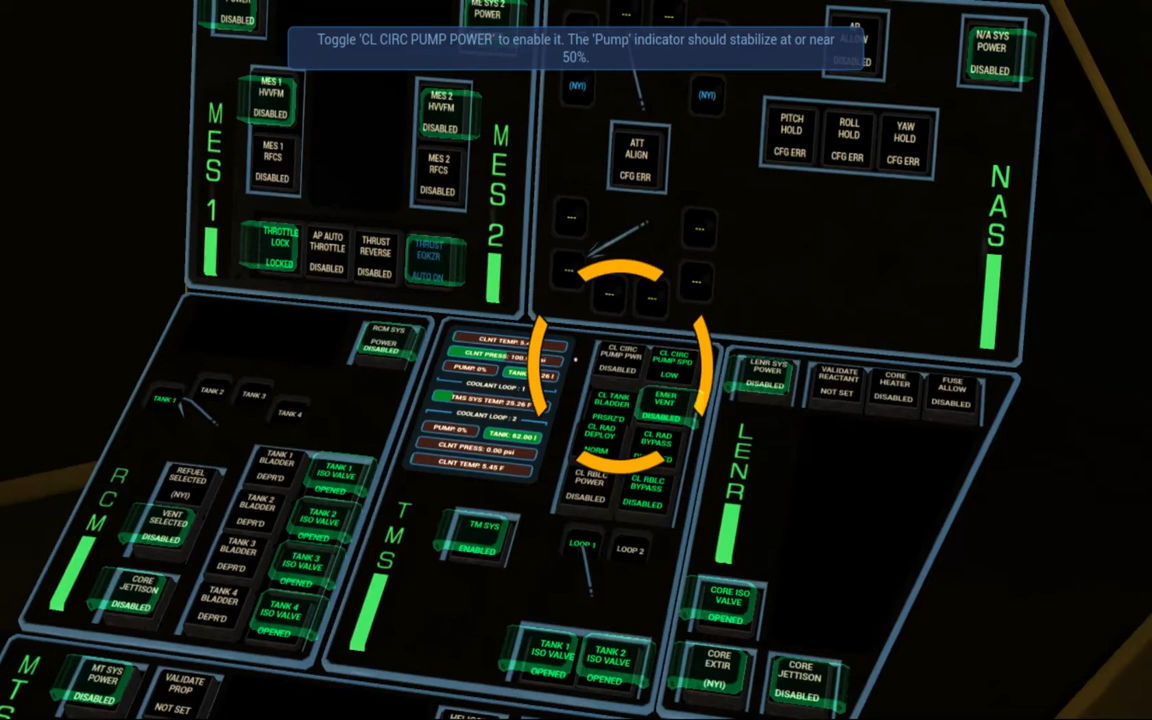 DISABLED
ME SYS 2
POWER
Toggle 'CL CIRC PUMP POWER' to enable it. The 'Pump' indicator should stabilize at or near
50%.
AP
ALLOW
DISABLED
N/A SYS
POWER
DISABLED
---
---
(NYI)
(NYI)
MES 1
HVVFM
DISABLED
MES 1
RFCS
DISABLED
MES 2
HVVFM
DISABLED
MES 2
RFCS
DISABLED
MES 1
MES 2
THROTTLE
LOCK
LOCKED
AP AUTO
THROTTLE
DISABLED
THRUST
REVERSE
DISABLED
THRUST
EQKZR
AUTO ON
ATT
ALIGN
CFG ERR
PITCH
HOLD
CFG ERR
ROLL
HOLD
CFG ERR
YAW
HOLD
CFG ERR
NAS
---
---
---
---
---
---
RCM SYS
POWER
DISABLED
TANK 1
TANK 2
TANK 3
TANK 4
REFUEL
SELECTED
(NYI)
VENT
SELECTED
DISABLED
CORE
JETTISON
DISABLED
TANK 1
BLADDER
DEPR'D
TANK 2
BLADDER
DEPR'D
TANK 3
BLADDER
DEPR'D
TANK 4
BLADDER
DEPR'D
TANK 1
ISO VALVE
OPENED
TANK 2
ISO VALVE
OPENED
TANK 3
ISO VALVE
OPENED
TANK 4
ISO VALVE
OPENED
RCM
CLNT TEMP: 5.4
CLNT PRESS: 100.
PUMP: 0%
TANK:
COOLANT LOOP : 1
TMS SYS TEMP: 25.26 F
COOLANT LOOP : 2
PUMP: 0%
TANK: 62.00 l
CLNT PRESS: 0.00 psi
CLNT TEMP: 5.45 F
CL CIRC
PUMP PWR
DISABLED
CL CIRC
PUMP SPD
LOW
CL TANK
BLADDER
PRSRZ'D
EMER
VENT
DISABLED
CL RAD
DEPLOY
NORM
CL RAD
BYPASS
CL RBLC
POWER
DISABLED
CL RBLC
BYPASS
DISABLED
TM SYS
ENABLED
LOOP 1
LOOP 2
TANK 1
ISO VALVE
OPENED
TANK 2
ISO VALVE
OPENED
TMS
LENR SYS
POWER
DISABLED
VALIDATE
REACTANT
NOT SET
CORE
HEATER
DISABLED
FUSE
ALLOW
DISABLED
LENR
CORE ISO
VALVE
OPENED
CORE
EXTIR
(NYI)
CORE
JETTISON
DISABLED
MTS
MT SYS
POWER
DISABLED
VALIDATE
PROP
NOT SET